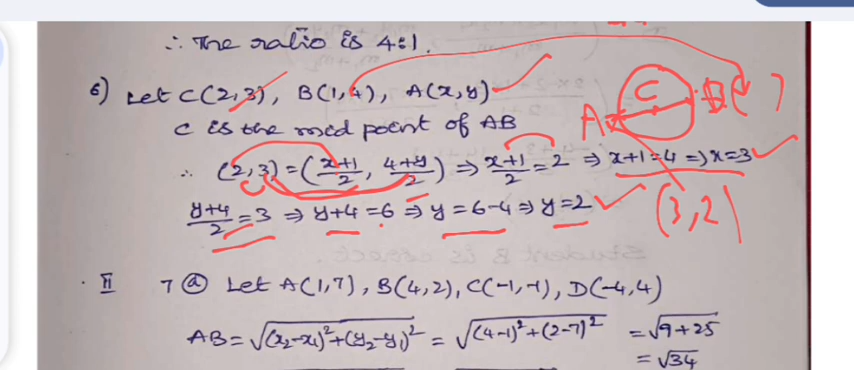 ∴ The ratio is 4:1.
6) Let C(2,3), B(1,4), A(x,y)
C is the mid point of AB
∴ (2,3) = (x+1/2, 4+y/2) ⇒ x+1/2 = 2 ⇒ x+1=4 ⇒ x=3
y+4/2 = 3 ⇒ y+4=6 ⇒ y=6-4 ⇒ y=2
A C B( )
(3,2)
II 7 ⓐ Let A(1,7), B(4,2), C(-1,-1), D(-4,4)
AB = √(x₂-x₁)²+(y₂-y₁)² = √(4-1)²+(2-7)² = √9+25
= √34